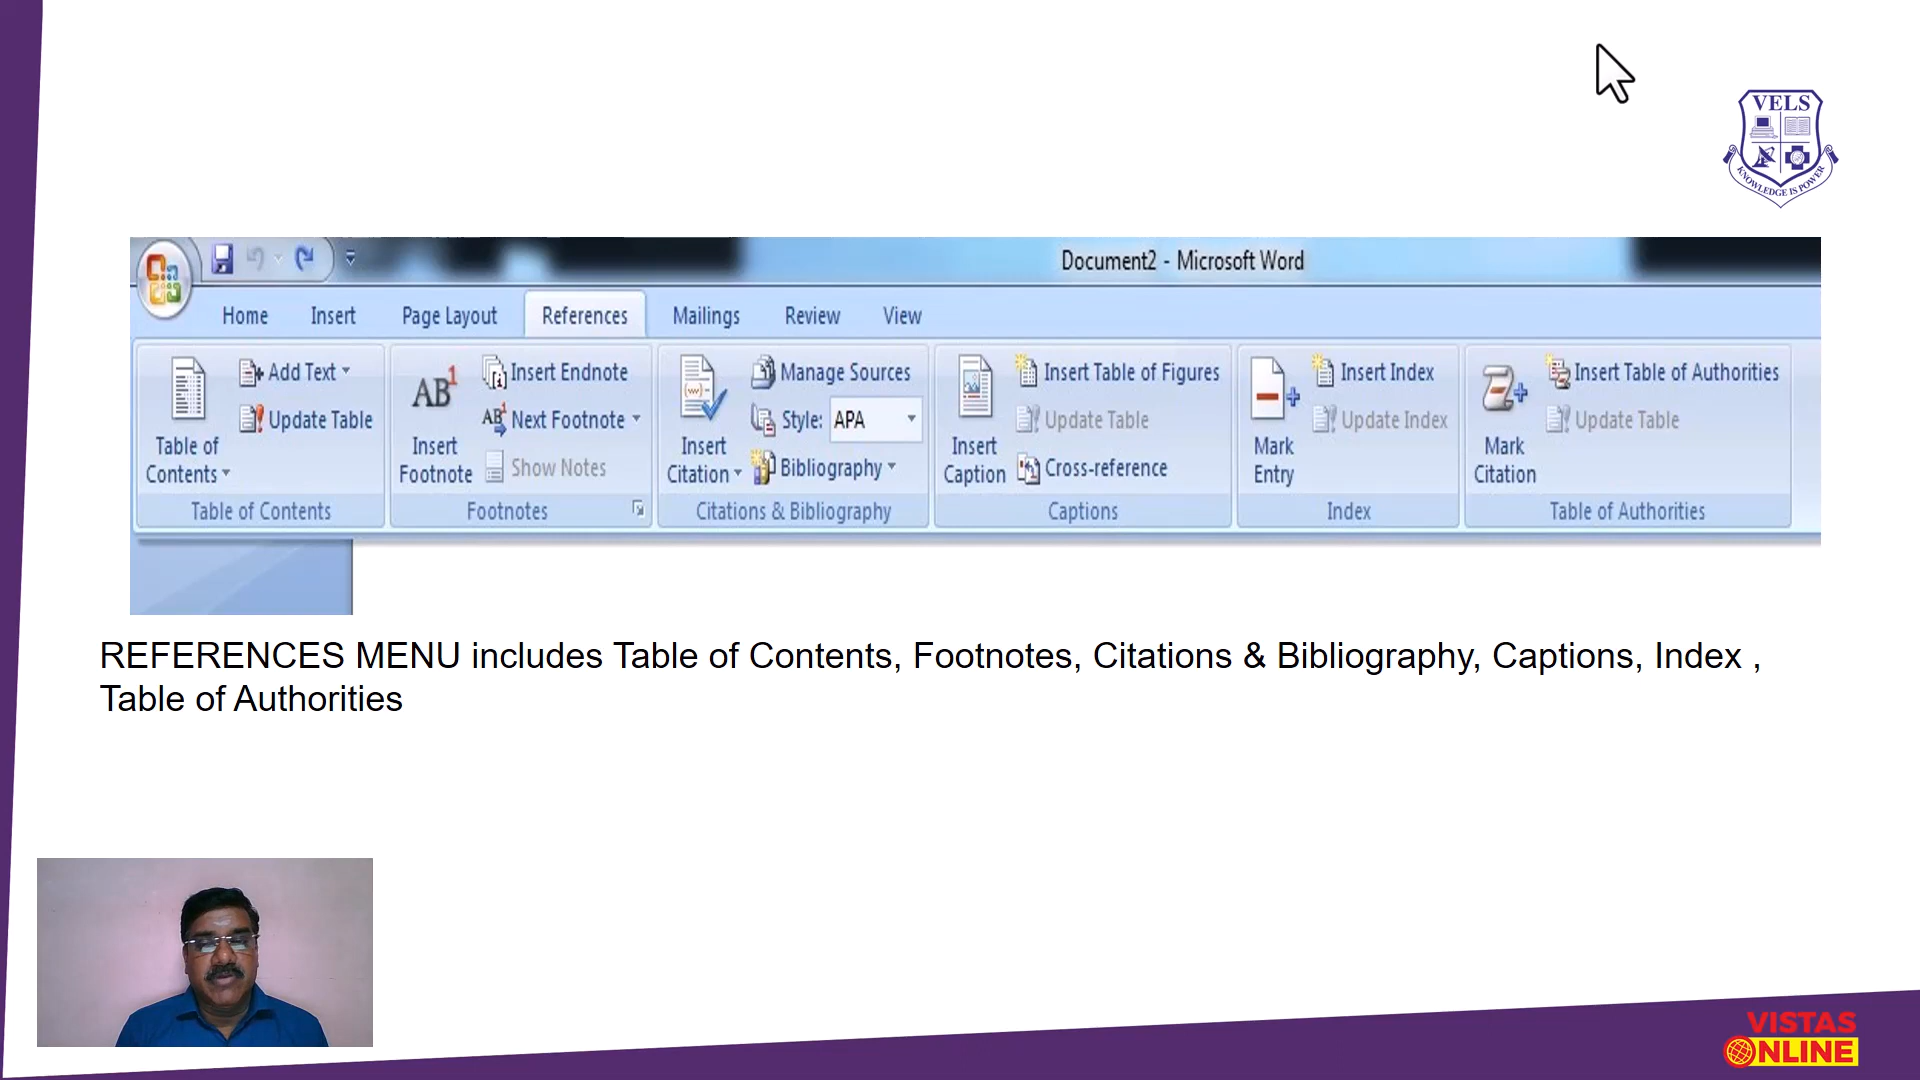 VELS
KNOWLEDGE IS POWER
Document2 - Microsoft Word
Home Insert Page Layout References Mailings Review View
Table of Contents
Add Text
Update Table
Table of Contents
AB1
Insert Footnote
Insert Endnote
AB1 Next Footnote
Show Notes
Footnotes
Insert Citation
Manage Sources
Style: APA
Bibliography
Citations & Bibliography
Insert Caption
Insert Table of Figures
Update Table
Cross-reference
Captions
Mark Entry
Insert Index
Update Index
Index
Mark Citation
Insert Table of Authorities
Update Table
Table of Authorities
REFERENCES MENU includes Table of Contents, Footnotes, Citations & Bibliography, Captions, Index ,
Table of Authorities
VISTAS
ONLINE